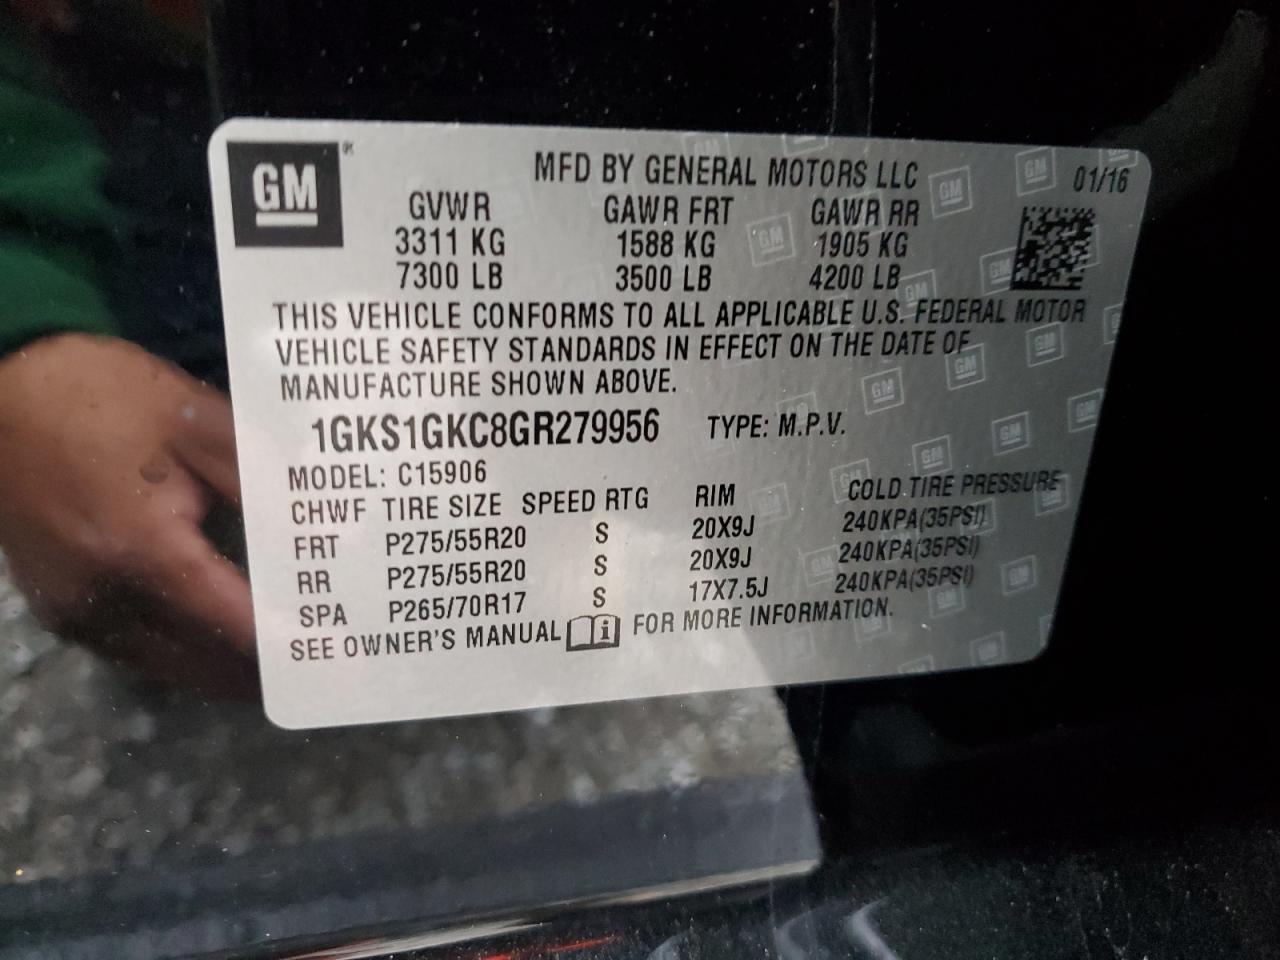 GM
MFD BY GENERAL MOTORS LLC 01/16
GVWR GAWR FRT GAWR RR
3311 KG 1588 KG 1905 KG
7300 LB 3500 LB 4200 LB
THIS VEHICLE CONFORMS TO ALL APPLICABLE U.S. FEDERAL MOTOR
VEHICLE SAFETY STANDARDS IN EFFECT ON THE DATE OF
MANUFACTURE SHOWN ABOVE.
1GKS1GKC8GR279956 TYPE: M.P.V.
MODEL: C15906
CHWF TIRE SIZE SPEED RTG RIM COLD TIRE PRESSURE
FRT P275/55R20 S 20X9J 240KPA(35PSI)
RR P275/55R20 S 20X9J 240KPA(35PSI)
SPA P265/70R17 S 17X7.5J 240KPA(35PSI)
SEE OWNER'S MANUAL i FOR MORE INFORMATION.